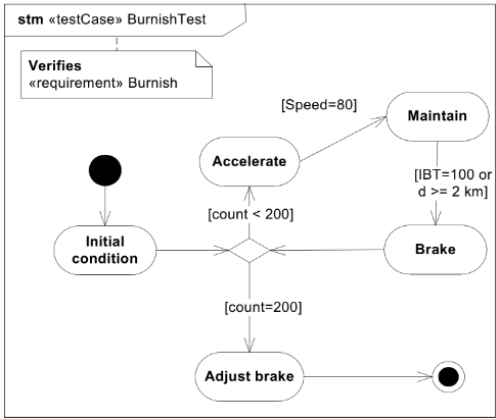 stm «testCase» BurnishTest
Verifies
«requirement» Burnish
[Speed=80]
Maintain
Accelerate
[IBT=100 or
d >= 2 km]
[count < 200]
Initial
condition
Brake
[count=200]
Adjust brake